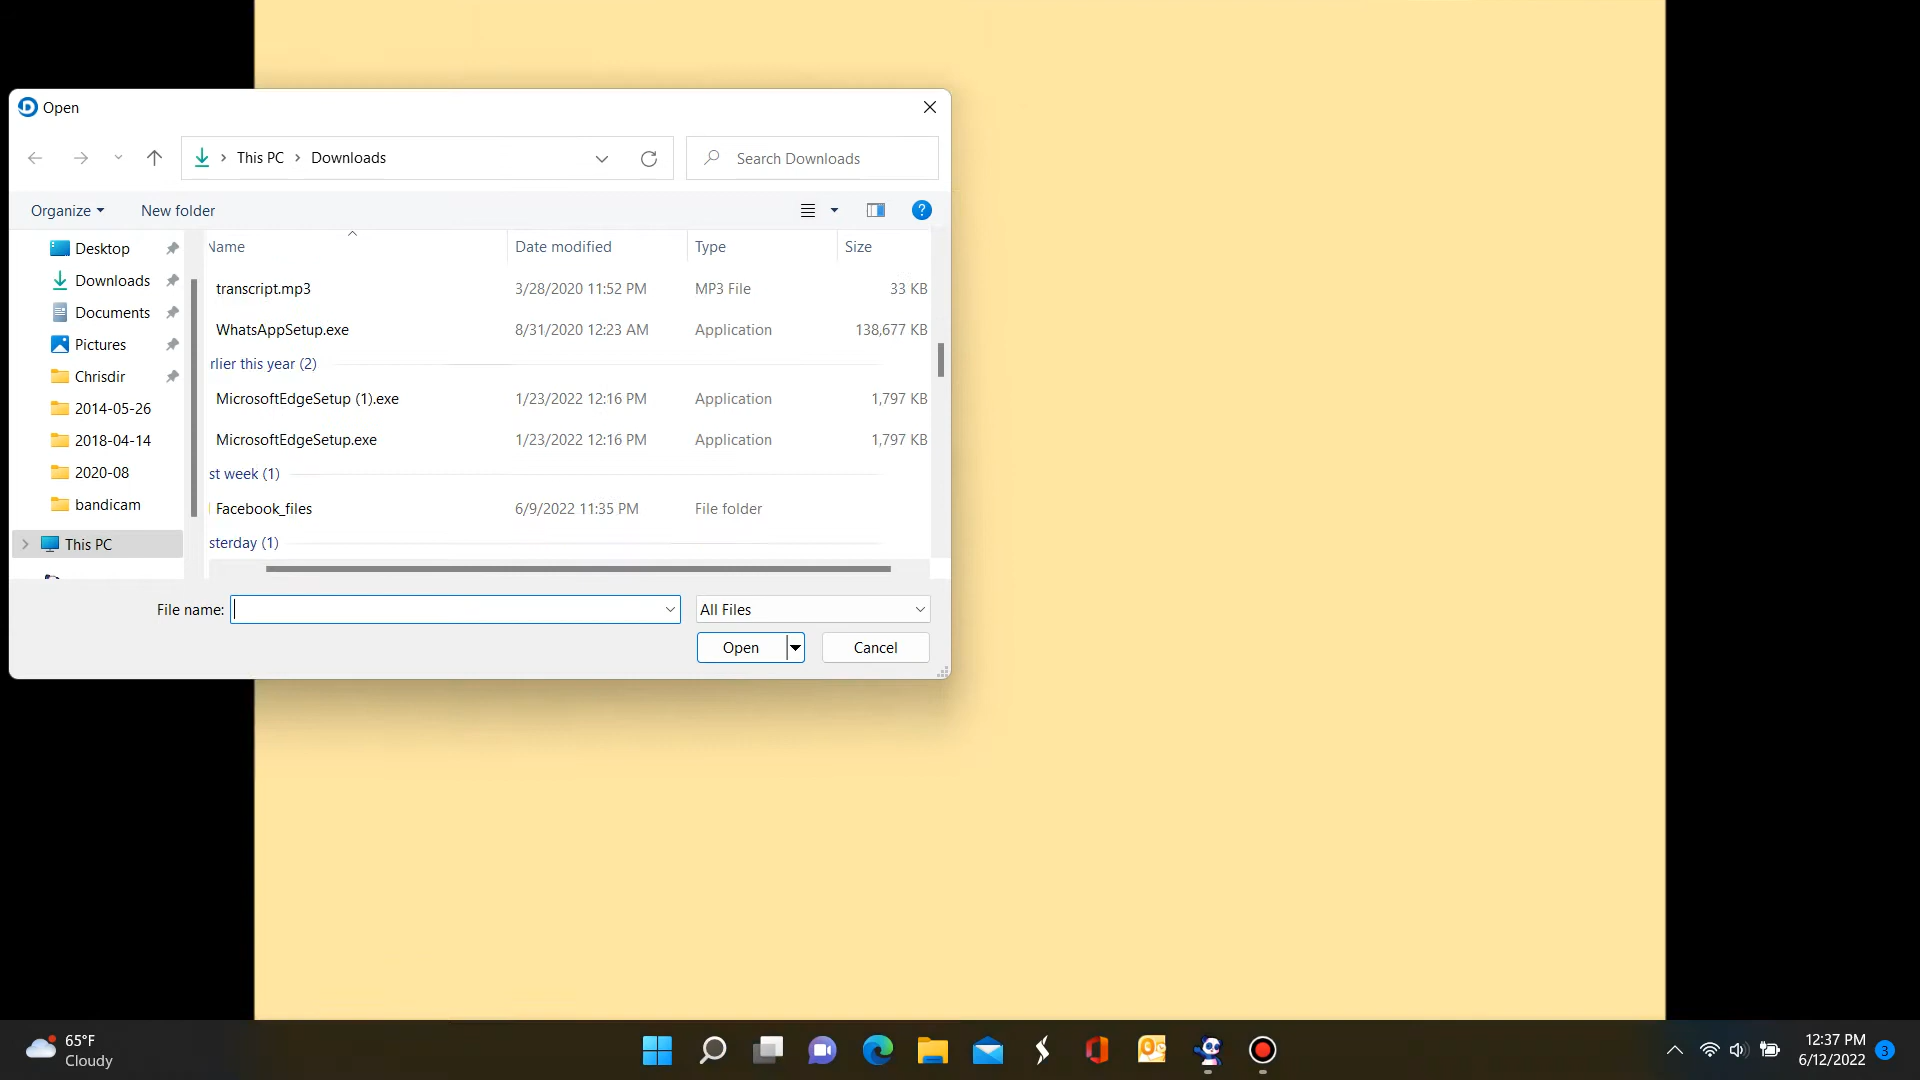 Open
This PC > Downloads
Search Downloads
Organize
New folder
Desktop
Downloads
Documents
Pictures
Chrisdir
2014-05-26
2018-04-14
2020-08
bandicam
This PC
Name Date modified Type Size
transcript.mp3 3/28/2020 11:52 PM MP3 File 33 KB
WhatsAppSetup.exe 8/31/2020 12:23 AM Application 138,677 KB
rlier this year (2)
MicrosoftEdgeSetup (1).exe 1/23/2022 12:16 PM Application 1,797 KB
MicrosoftEdgeSetup.exe 1/23/2022 12:16 PM Application 1,797 KB
st week (1)
Facebook_files 6/9/2022 11:35 PM File folder
sterday (1)
File name:
All Files
Open
Cancel
65°F
Cloudy
12:37 PM
6/12/2022
3